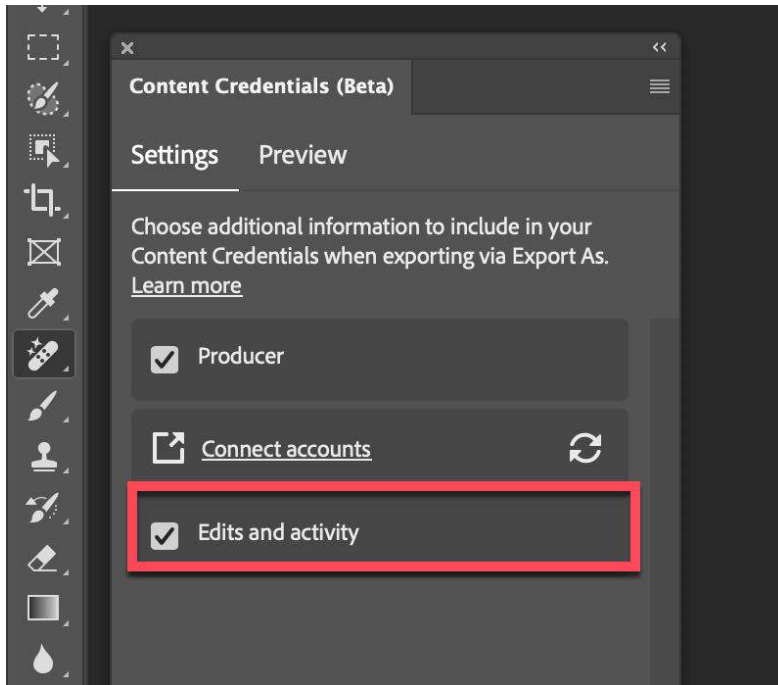 Content Credentials (Beta)
Settings Preview
Choose additional information to include in your
Content Credentials when exporting via Export As.
Learn more
Producer
Connect accounts
Edits and activity